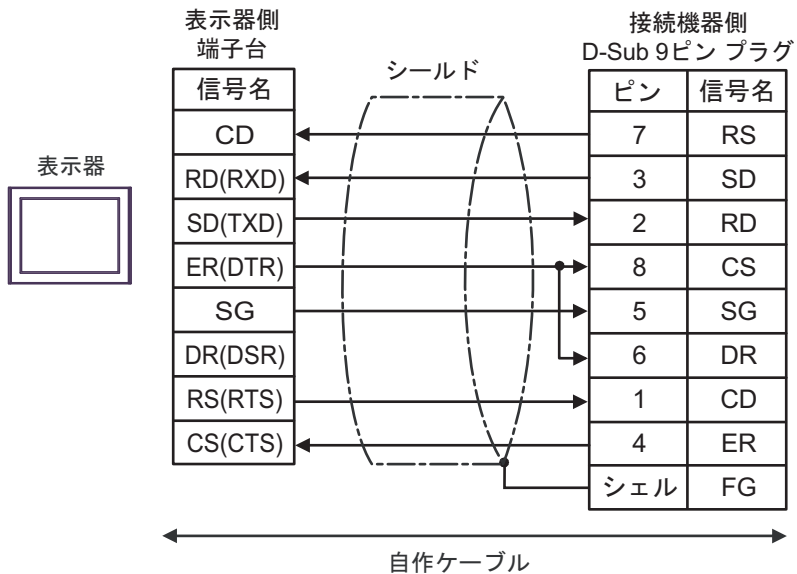 表示器側
端子台
接続機器側
D-Sub 9ピン プラグ
シールド
表示器
信号名
CD
RD(RXD)
SD(TXD)
ER(DTR)
SG
DR(DSR)
RS(RTS)
CS(CTS)
ピン 信号名
7 RS
3 SD
2 RD
8 CS
5 SG
6 DR
1 CD
4 ER
シェル FG
自作ケーブル